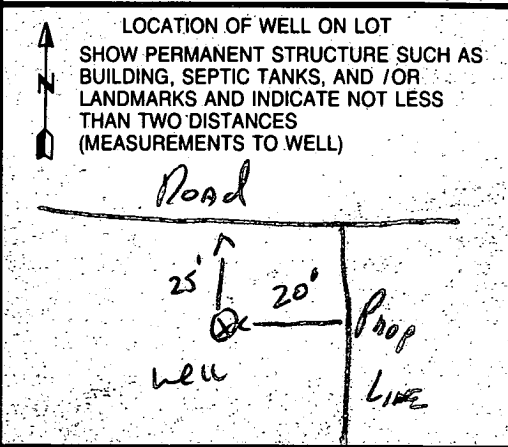 LOCATION OF WELL ON LOT
SHOW PERMANENT STRUCTURE SUCH AS
BUILDING, SEPTIC TANKS, AND /OR
LANDMARKS AND INDICATE NOT LESS
THAN TWO DISTANCES
(MEASUREMENTS TO WELL)
N
Road
25'
20'
Prop
Line
Well